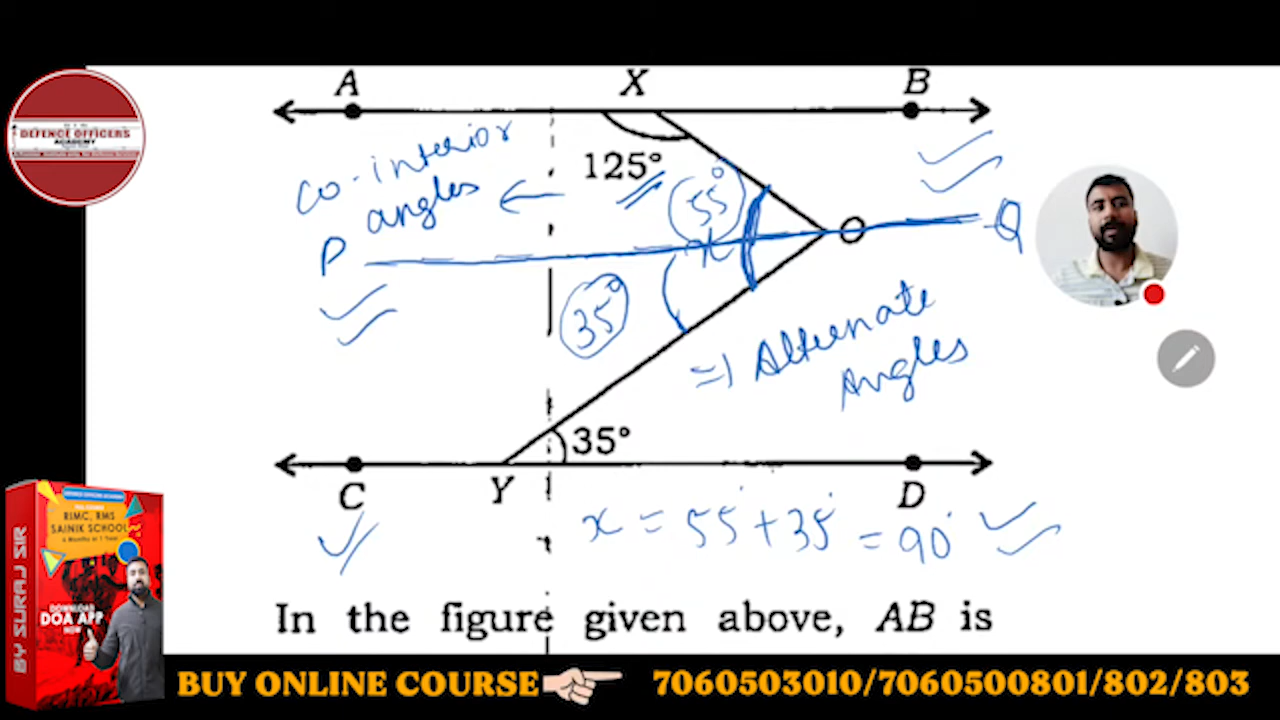 A X B
DEFENCE OFFICERS
ACADEMY
co-interior
angles
125°
55°
P x O Q
35°
=) Alternate
Angles
35°
C Y D
x = 55° + 35° = 90°
In the figure given above, AB is
BY SURAJ SIR
RIMC, RMS
SAINIK SCHOOL
DOWNLOAD
DOA APP
NOW
BUY ONLINE COURSE 7060503010/7060500801/802/803